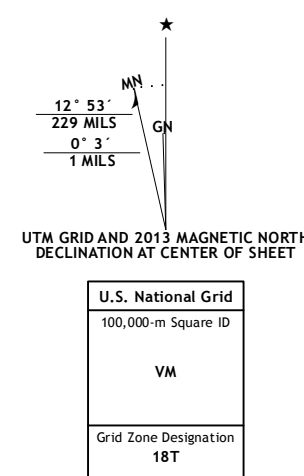 ★
MN
12° 53´
229 MILS
GN
0° 3´
1 MILS
UTM GRID AND 2013 MAGNETIC NORTH
DECLINATION AT CENTER OF SHEET
U.S. National Grid
100,000-m Square ID
VM
Grid Zone Designation
18T